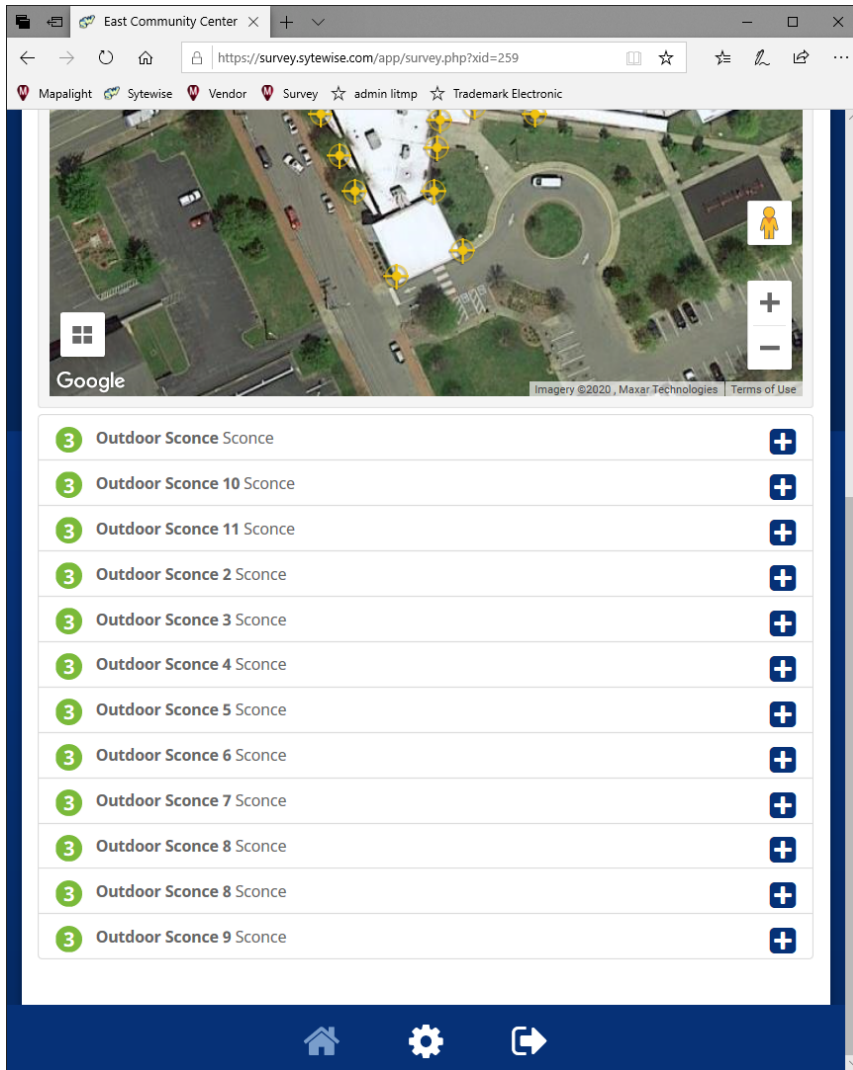 East Community Center
https://survey.sytewise.com/app/survey.php?xid=259
Mapalight Sytewise Vendor Survey admin litmp Trademark Electronic
Google
Imagery ©2020 , Maxar Technologies Terms of Use
3 Outdoor Sconce Sconce
3 Outdoor Sconce 10 Sconce
3 Outdoor Sconce 11 Sconce
3 Outdoor Sconce 2 Sconce
3 Outdoor Sconce 3 Sconce
3 Outdoor Sconce 4 Sconce
3 Outdoor Sconce 5 Sconce
3 Outdoor Sconce 6 Sconce
3 Outdoor Sconce 7 Sconce
3 Outdoor Sconce 8 Sconce
3 Outdoor Sconce 8 Sconce
3 Outdoor Sconce 9 Sconce